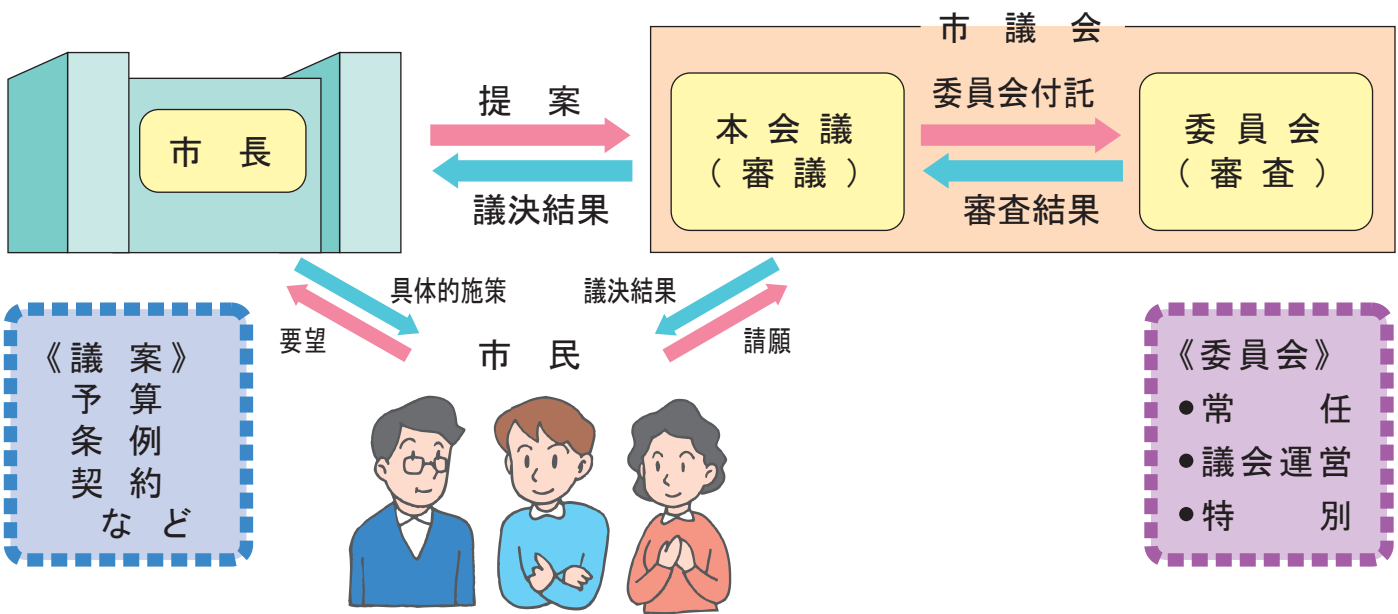 市議会
市長
提案
議決結果
本会議
（審議）
委員会付託
審査結果
委員会
（審査）
具体的施策
要望
議決結果
請願
市民
《議案》
予算
条例
契約
など
《委員会》
●常任
●議会運営
●特別